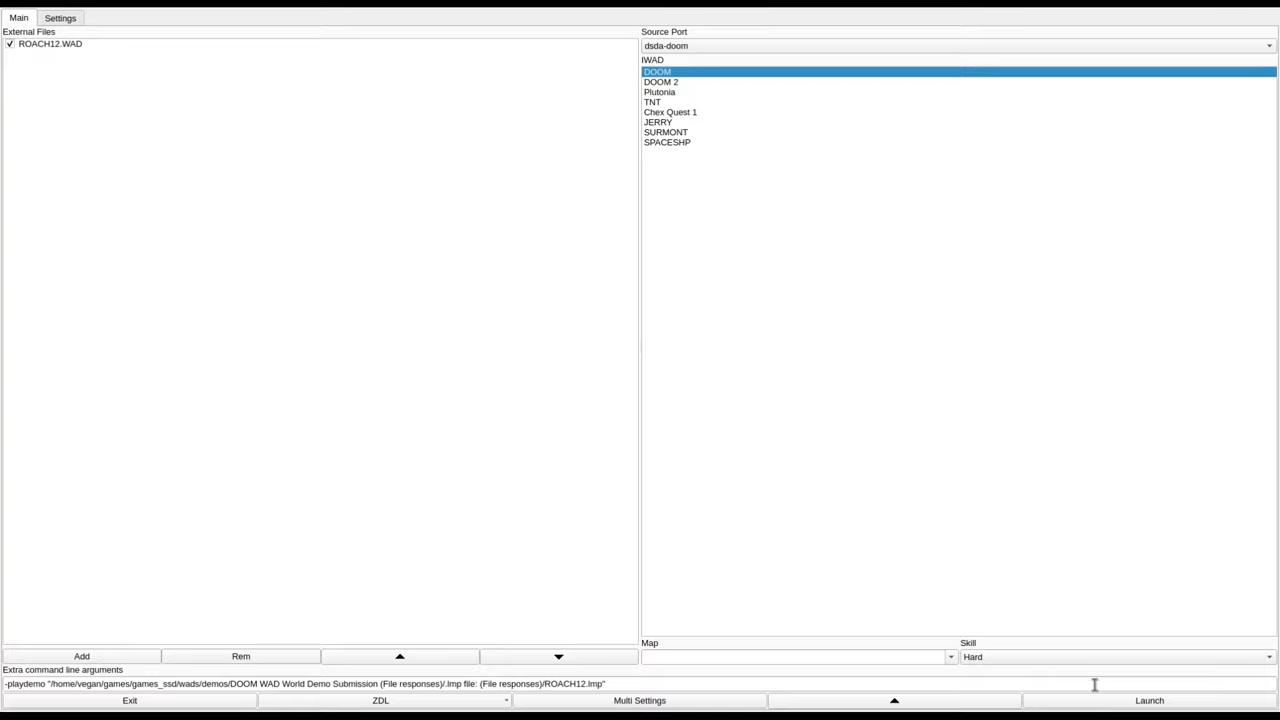 Main Settings
External Files
ROACH12.WAD
Source Port
dsda-doom
IWAD
DOOM
DOOM 2
Plutonia
TNT
Chex Quest 1
JERRY
SURMONT
SPACESHP
Add Rem
Map
Skill
Hard
Extra command line arguments
-playdemo "/home/vegan/games/games_ssd/wads/demos/DOOM WAD World Demo Submission (File responses)/.lmp file: (File responses)/ROACH12.lmp"
Exit ZDL Multi Settings Launch